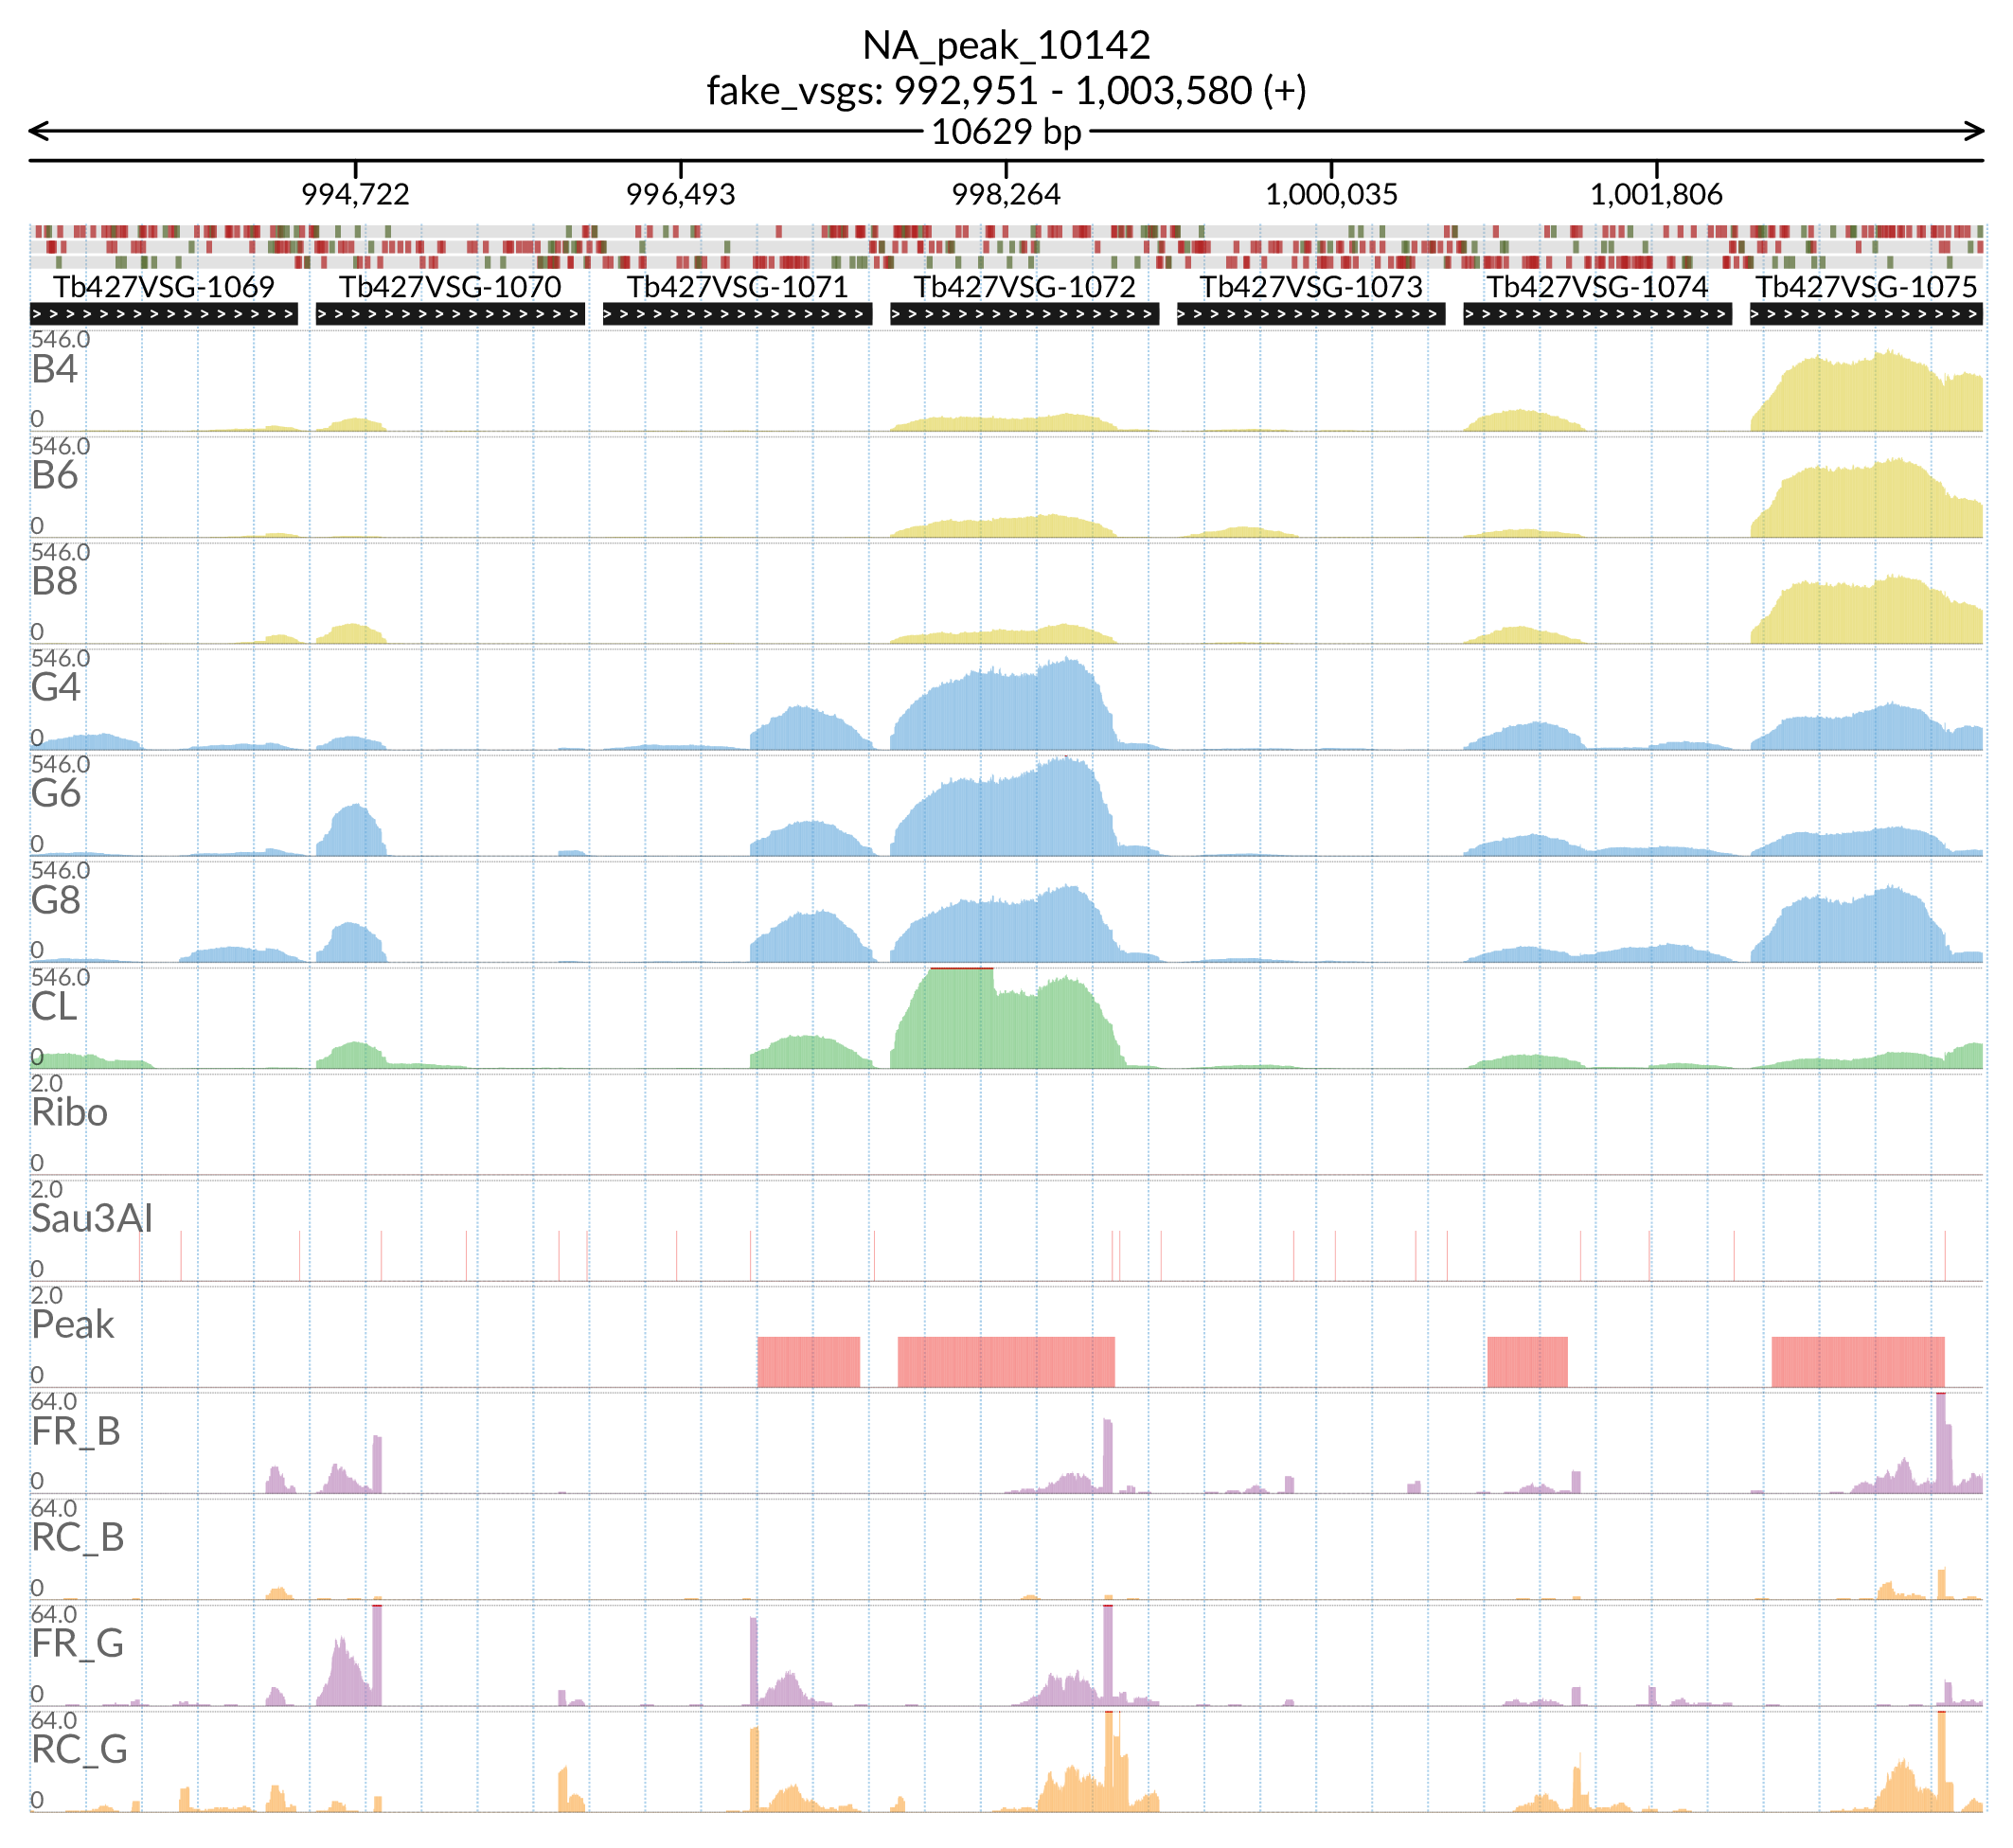 NA_peak_10142
fake_vsgs: 992,951 - 1,003,580 (+)
10629 bp
994,722 996,493 998,264 1,000,035 1,001,806
Tb427VSG-1069 Tb427VSG-1070 Tb427VSG-1071 Tb427VSG-1072 Tb427VSG-1073 Tb427VSG-1074 Tb427VSG-1075
546.0
B4
0
546.0
B6
0
546.0
B8
0
546.0
G4
0
546.0
G6
0
546.0
G8
0
546.0
CL
0
2.0
Ribo
0
2.0
Sau3AI
0
2.0
Peak
0
64.0
FR_B
0
64.0
RC_B
0
64.0
FR_G
0
64.0
RC_G
0